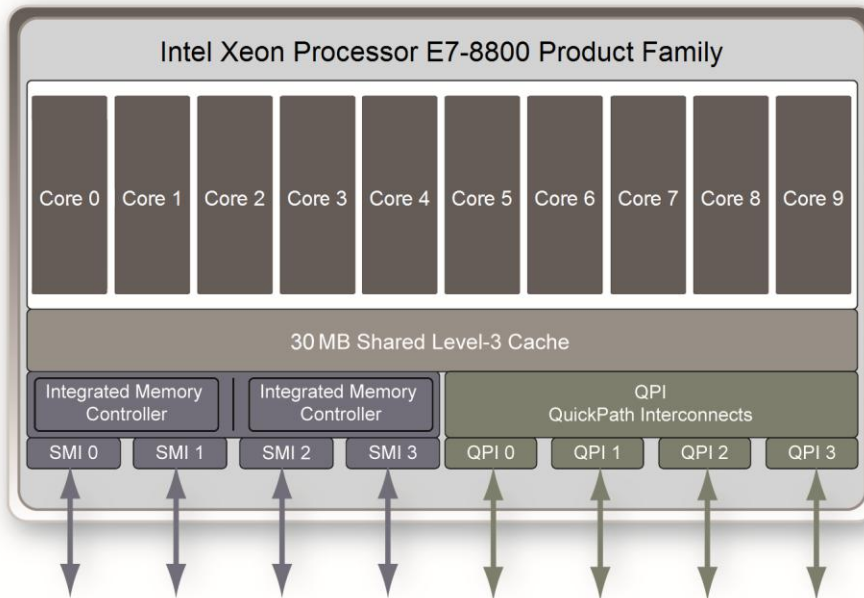 Intel Xeon Processor E7-8800 Product Family
Core 0 Core 1 Core 2 Core 3 Core 4 Core 5 Core 6 Core 7 Core 8 Core 9
30 MB Shared Level-3 Cache
Integrated Memory
Controller
Integrated Memory
Controller
QPI
QuickPath Interconnects
SMI 0 SMI 1 SMI 2 SMI 3 QPI 0 QPI 1 QPI 2 QPI 3